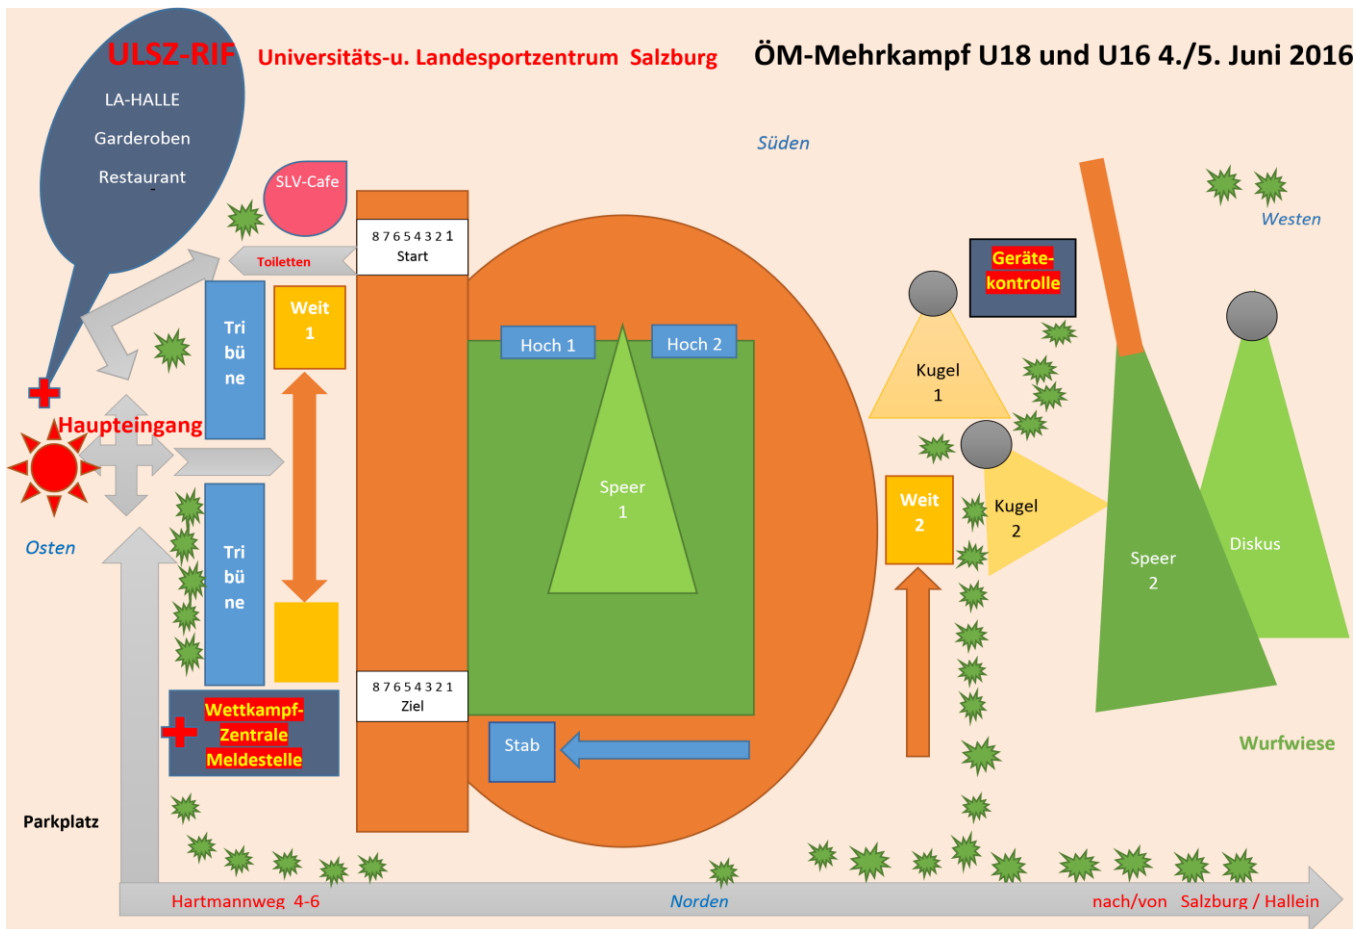 ULSZ-RIF Universitäts-u. Landesportzentrum Salzburg ÖM-Mehrkampf U18 und U16 4./5. Juni 2016
LA-HALLE
Garderoben
Restaurant
-
SLV-Cafe
Süden
Westen
8 7 6 5 4 3 2 1
Start
Toiletten
Geräte-
kontrolle
Weit
1
Tri
bü
ne
Hoch 1
Hoch 2
Kugel
1
Haupteingang
Speer
1
Weit
2
Kugel
2
Osten
Tri
bü
ne
Speer
2
Diskus
8 7 6 5 4 3 2 1
Ziel
Wettkampf-
Zentrale
Meldestelle
Stab
Wurfwiese
Parkplatz
Hartmannweg 4-6
Norden
nach/von Salzburg / Hallein